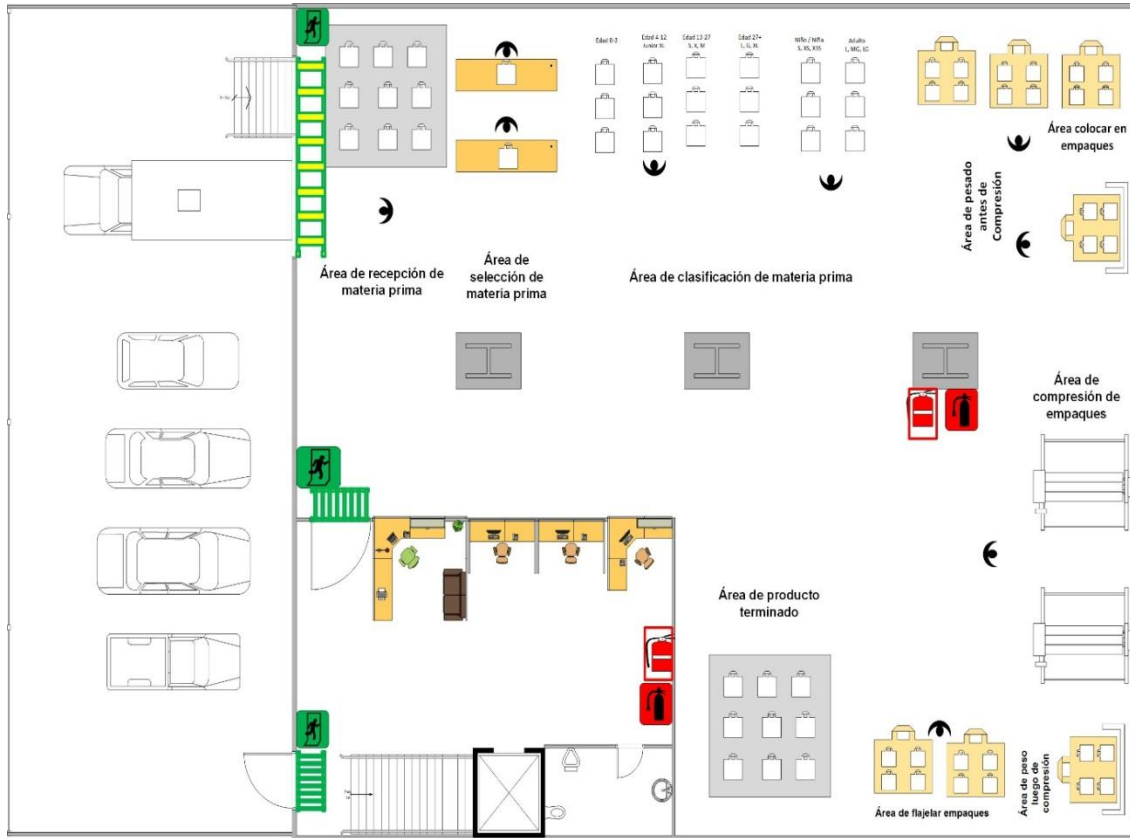 Edad 0-3
Edad 4-12
Junior XL
Edad 13-27
S, X, M
Edad 27+
L, G, XL
Niño / Niña
S, XS, XSS
Adulto
L, MG, LG
Área colocar en
empaques
Área de pesado
antes de
Compresión
Área de recepción de
materia prima
Área de
selección de
materia prima
Área de clasificación de materia prima
Área de
compresión de
empaques
Área de producto
terminado
Área de flajelar empaques
Área de peso
luego de
compresión